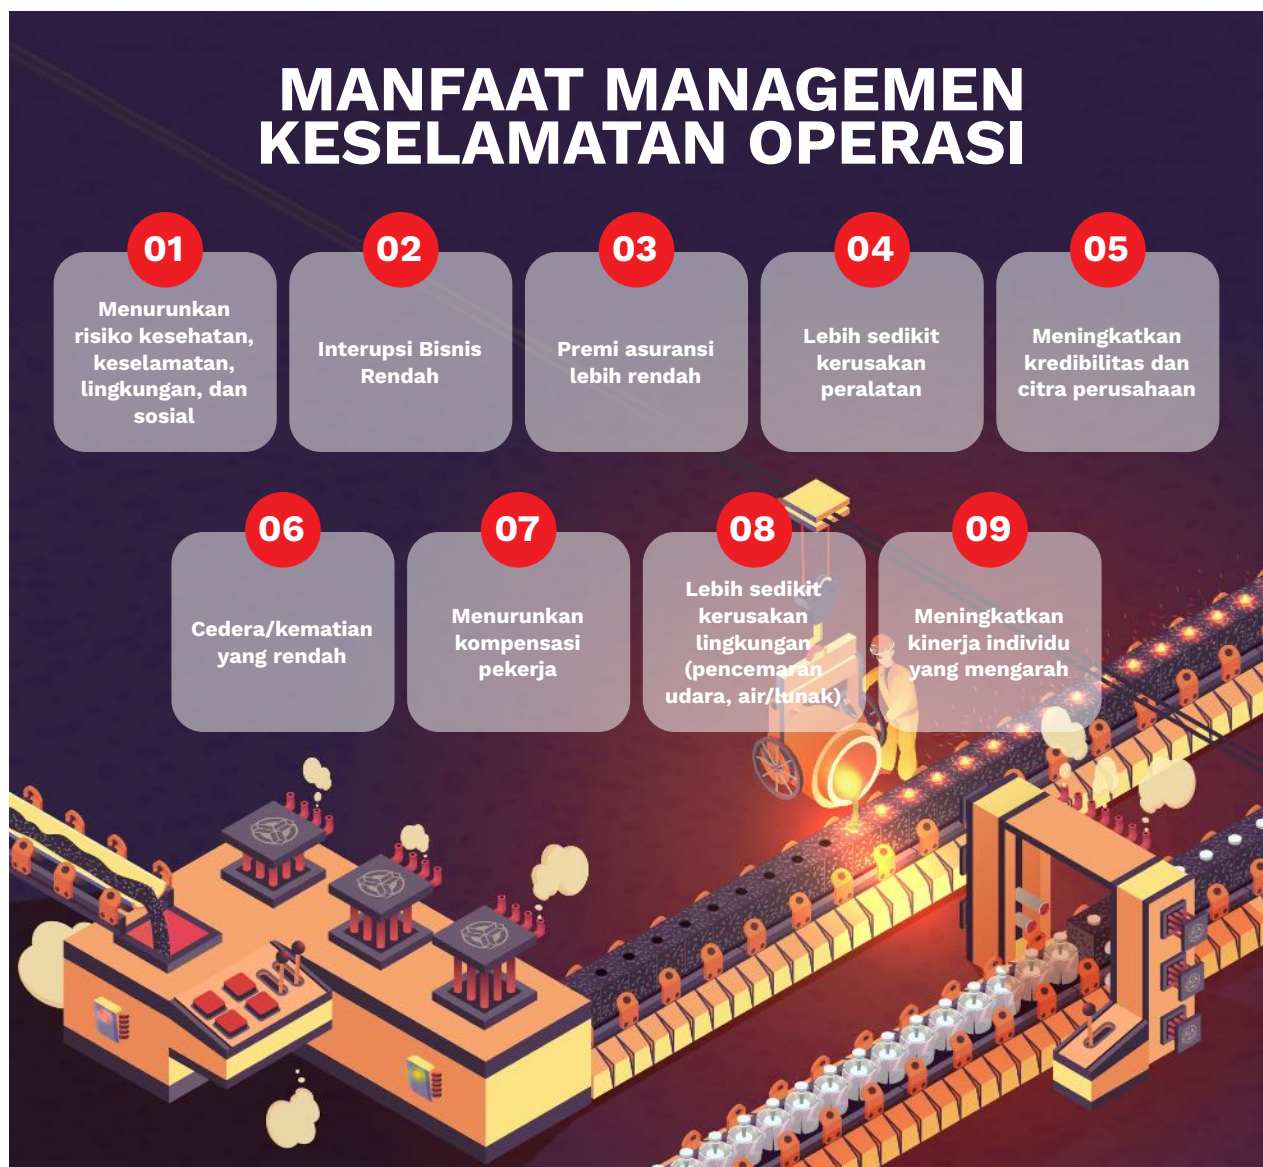 MANFAAT MANAGEMEN
KESELAMATAN OPERASI
01
Menurunkan
risiko kesehatan,
keselamatan,
lingkungan, dan
sosial
02
Interupsi Bisnis
Rendah
03
Premi asuransi
lebih rendah
04
Lebih sedikit
kerusakan
peralatan
05
Meningkatkan
kredibilitas dan
citra perusahaan
06
Cedera/kematian
yang rendah
07
Menurunkan
kompensasi
pekerja
08
Lebih sedikit
kerusakan
lingkungan
(pencemaran
udara, air/lunak)
09
Meningkatkan
kinerja individu
yang mengarah